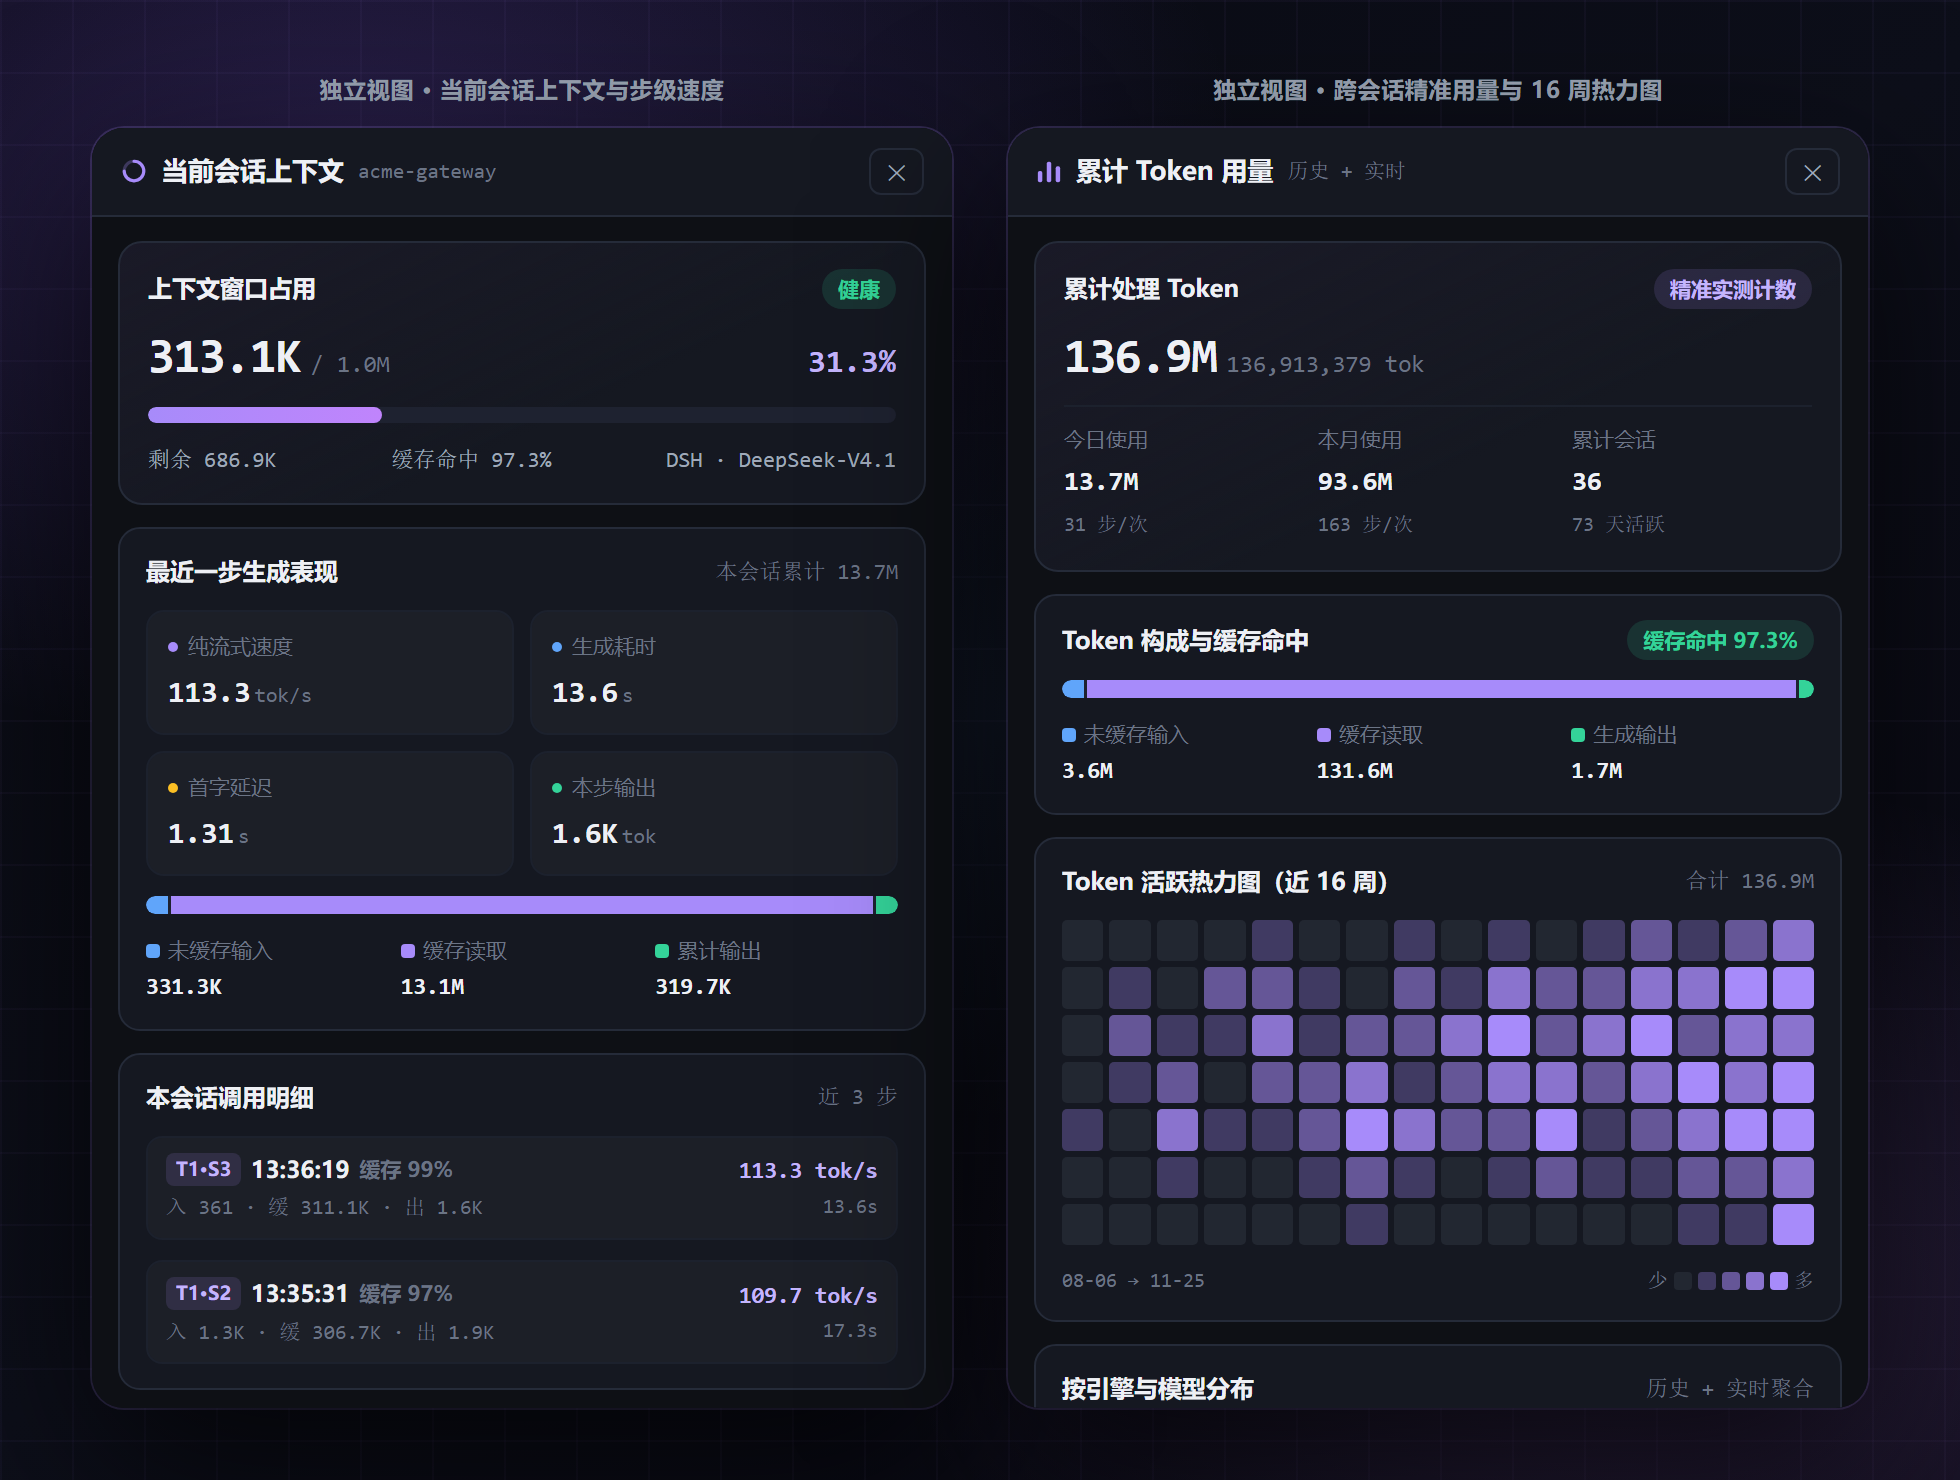 独立视图 • 当前会话上下文与步级速度
当前会话上下文 acme-gateway
上下文窗口占用
健康
313.1K / 1.0M
31.3%
剩余 686.9K
缓存命中 97.3%
DSH · DeepSeek-V4.1
最近一步生成表现
本会话累计 13.7M
纯流式速度
113.3 tok/s
生成耗时
13.6 s
首字延迟
1.31 s
本步输出
1.6K tok
未缓存输入
331.3K
缓存读取
13.1M
累计输出
319.7K
本会话调用明细
近 3 步
T1•S3 13:36:19 缓存 99%
113.3 tok/s
入 361 · 缓 311.1K · 出 1.6K
13.6s
T1•S2 13:35:31 缓存 97%
109.7 tok/s
入 1.3K · 缓 306.7K · 出 1.9K
17.3s
独立视图 • 跨会话精准用量与 16 周热力图
累计 Token 用量 历史 + 实时
累计处理 Token
精准实测计数
136.9M 136,913,379 tok
今日使用
13.7M
31 步/次
本月使用
93.6M
163 步/次
累计会话
36
73 天活跃
Token 构成与缓存命中
缓存命中 97.3%
未缓存输入
3.6M
缓存读取
131.6M
生成输出
1.7M
Token 活跃热力图（近 16 周）
合计 136.9M
08-06 → 11-25
少
多
按引擎与模型分布
历史 + 实时聚合